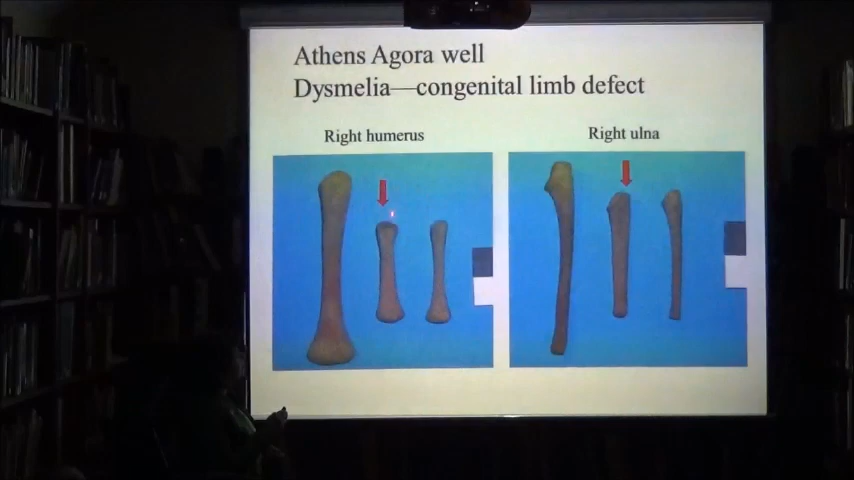 Athens Agora well
Dysmelia—congenital limb defect
Right humerus
Right ulna